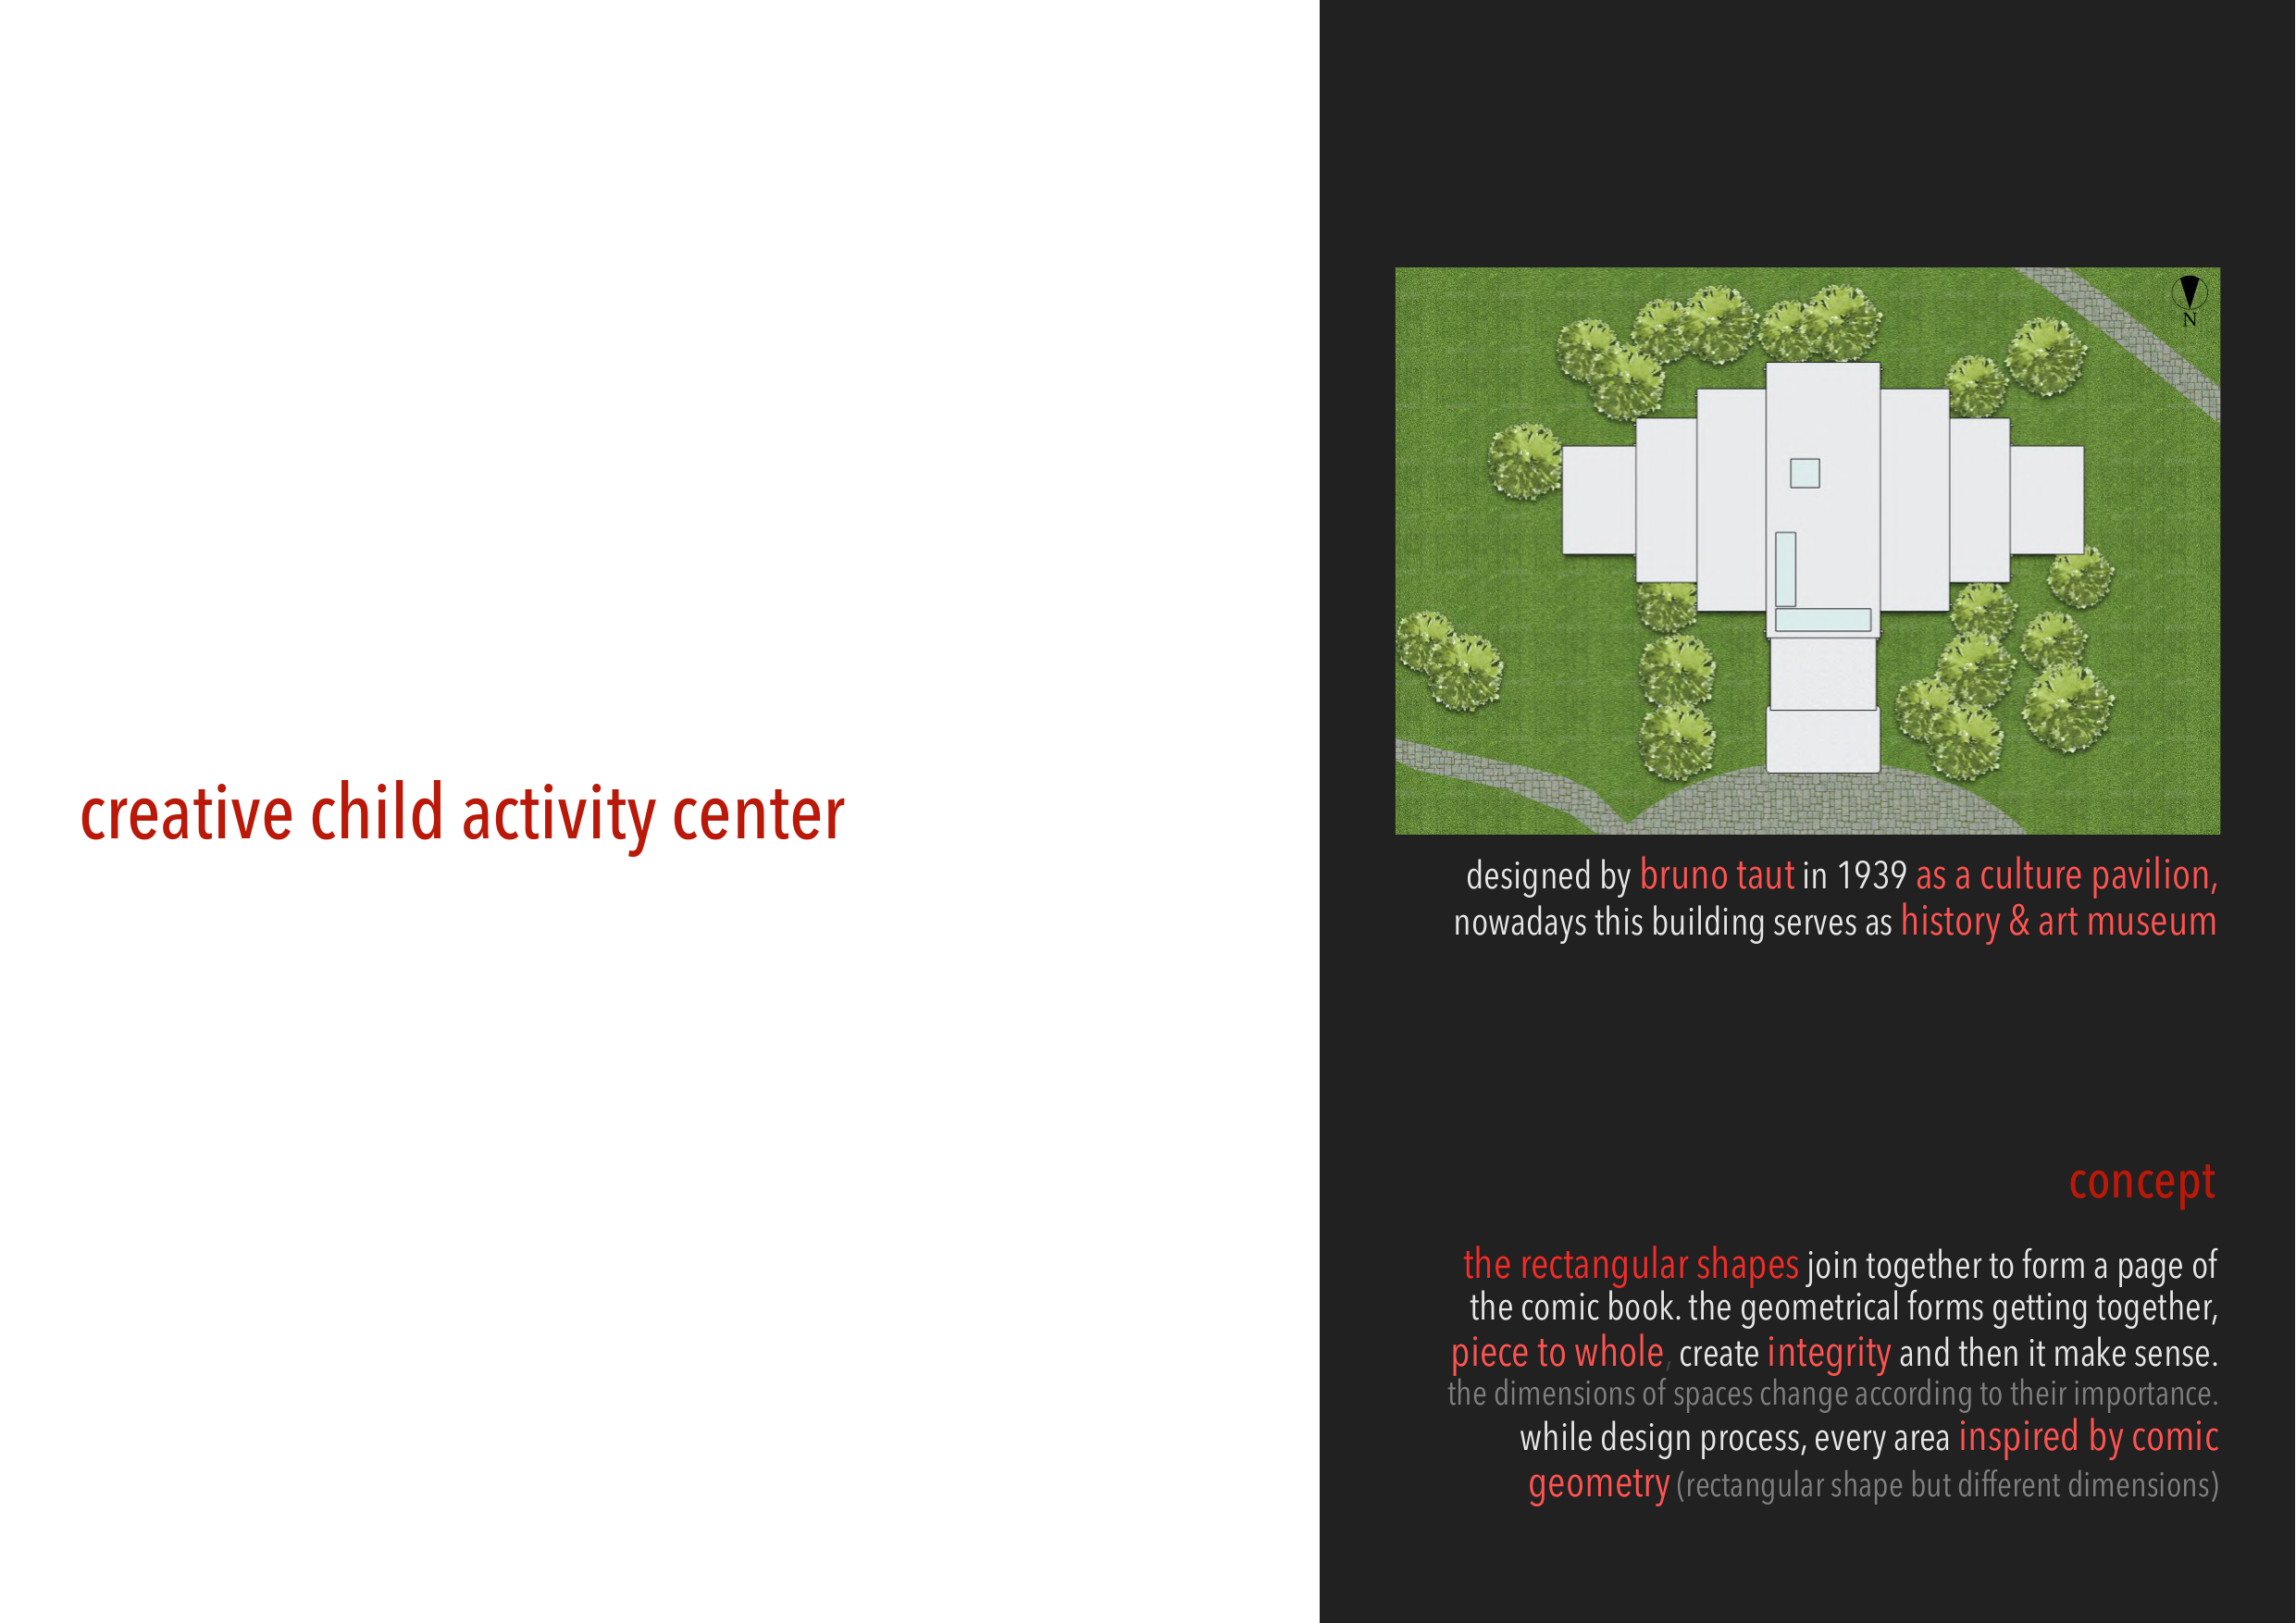 creative child activity center
N
designed by bruno taut in 1939 as a culture pavilion,
nowadays this building serves as history & art museum
concept
the rectangular shapes join together to form a page of
the comic book. the geometrical forms getting together,
piece to whole, create integrity and then it make sense.
the dimensions of spaces change according to their importance.
while design process, every area inspired by comic
geometry (rectangular shape but different dimensions)